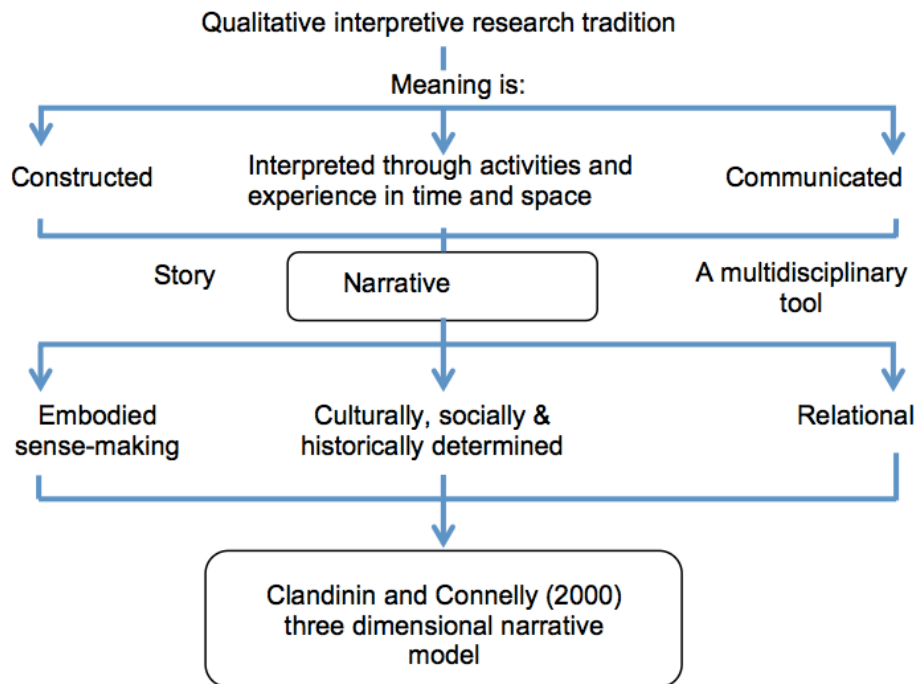 Qualitative interpretive research tradition
Meaning is:
Constructed
Interpreted through activities and
experience in time and space
Communicated
Story
Narrative
A multidisciplinary
tool
Embodied
sense-making
Culturally, socially &
historically determined
Relational
Clandinin and Connelly (2000)
three dimensional narrative
model